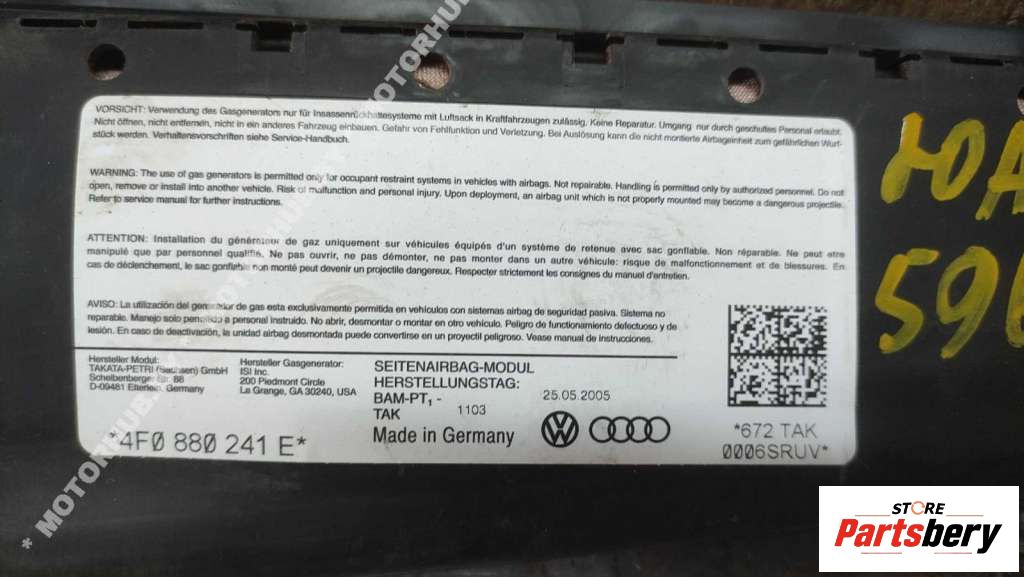 VORSICHT: Verwendung des Gasgenerators nur für Insassenrückhaltesysteme mit Luftsack in Kraftfahrzeugen zulässig. Keine Reparatur. Umgang nur durch geschultes Personal erlaubt.
Nicht öffnen, nicht entfernen, nicht in ein anderes Fahrzeug einbauen. Gefahr von Fehlfunktion und Verletzung. Bei Auslösung kann die nicht montierte Airbageinheit zum gefährlichen Wurf-
stück werden. Verhaltensvorschriften siehe Service-Handbuch.
WARNING: The use of gas generators is permitted only for occupant restraint systems in vehicles with airbags. Not repairable. Handling is permitted only by authorized personnel. Do not
open, remove or install into another vehicle. Risk of malfunction and personal injury. Upon deployment, an airbag unit which is not properly mounted may become a dangerous projectile.
Refer to service manual for further instructions.
ATTENTION: Installation du générateur de gaz uniquement sur véhicules équipés d'un système de retenue avec sac gonflable. Non réparable. Ne peut etre
manipulé que par personnel qualifié. Ne pas ouvrir, ne pas démonter, ne pas monter dans un autre véhicule: risque de malfonctionnement et de blessures. En
cas de déclenchement, le sac gonflable non monté peut devenir un projectile dangereux. Respecter strictement les consignes du manuel d'entretien.
AVISO: La utilización del generador de gas esta exclusivamente permitida en vehículos con sistemas airbag de seguridad pasiva. Sistema no
reparable. Manejo solo permitido a personal instruido. No abrir, desmontar o montar en otro vehículo. Peligro de funcionamiento defectuoso y de
lesión. En caso de deactivación, la unidad airbag desmontada puede convertirse en un proyectil peligroso. Vease manual de instrucciones.
Hersteller Modul:
TAKATA-PETRI (Sachsen) GmbH
Scheibenberger Str. 88
D-09481 Elterlein, Germany
Hersteller Gasgenerator:
ISI Inc.
200 Piedmont Circle
La Grange, GA 30240, USA
SEITENAIRBAG-MODUL
HERSTELLUNGSTAG:
BAM-PT₁ - 25.05.2005
TAK 1103
Made in Germany
*4F0 880 241 E*
*672 TAK
0006SRUV*
59
* MOTORHUB.BY * MOTORHUB
STORE
Partsbery